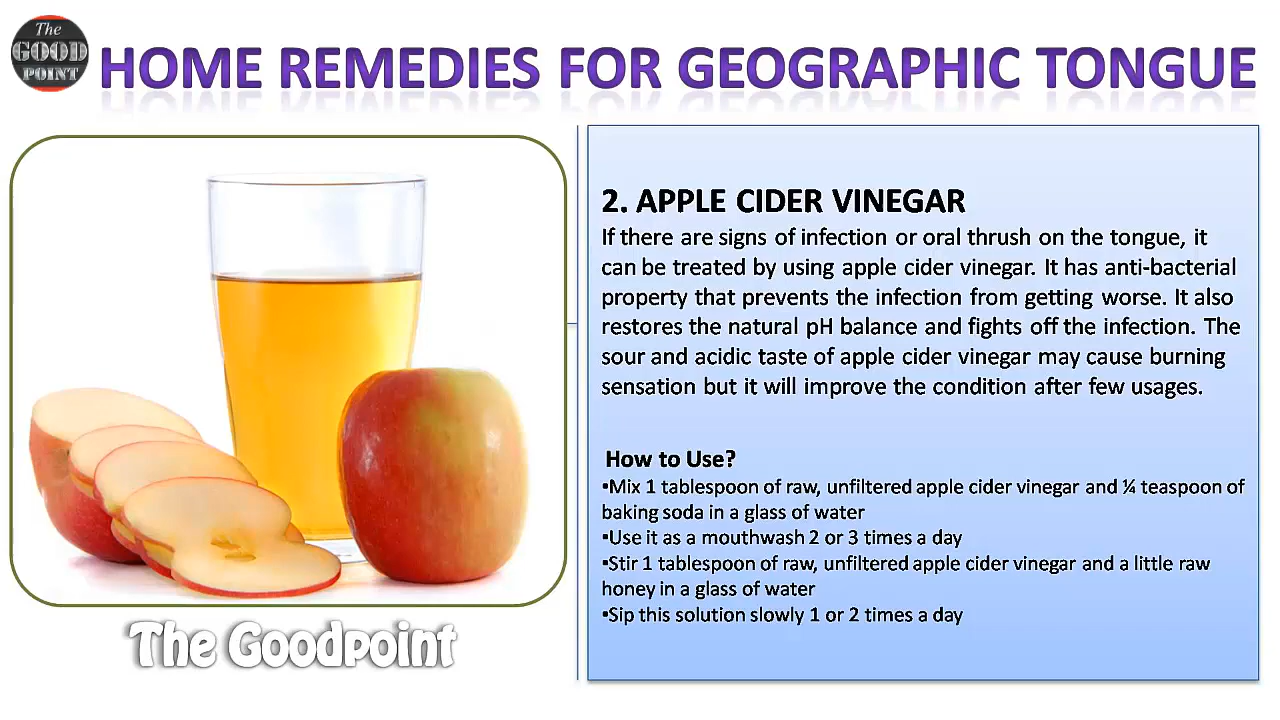 The
GOOD
POINT
HOME REMEDIES FOR GEOGRAPHIC TONGUE
2. APPLE CIDER VINEGAR
If there are signs of infection or oral thrush on the tongue, it
can be treated by using apple cider vinegar. It has anti-bacterial
property that prevents the infection from getting worse. It also
restores the natural pH balance and fights off the infection. The
sour and acidic taste of apple cider vinegar may cause burning
sensation but it will improve the condition after few usages.
How to Use?
•Mix 1 tablespoon of raw, unfiltered apple cider vinegar and ¼ teaspoon of
baking soda in a glass of water
•Use it as a mouthwash 2 or 3 times a day
•Stir 1 tablespoon of raw, unfiltered apple cider vinegar and a little raw
honey in a glass of water
•Sip this solution slowly 1 or 2 times a day
The Goodpoint